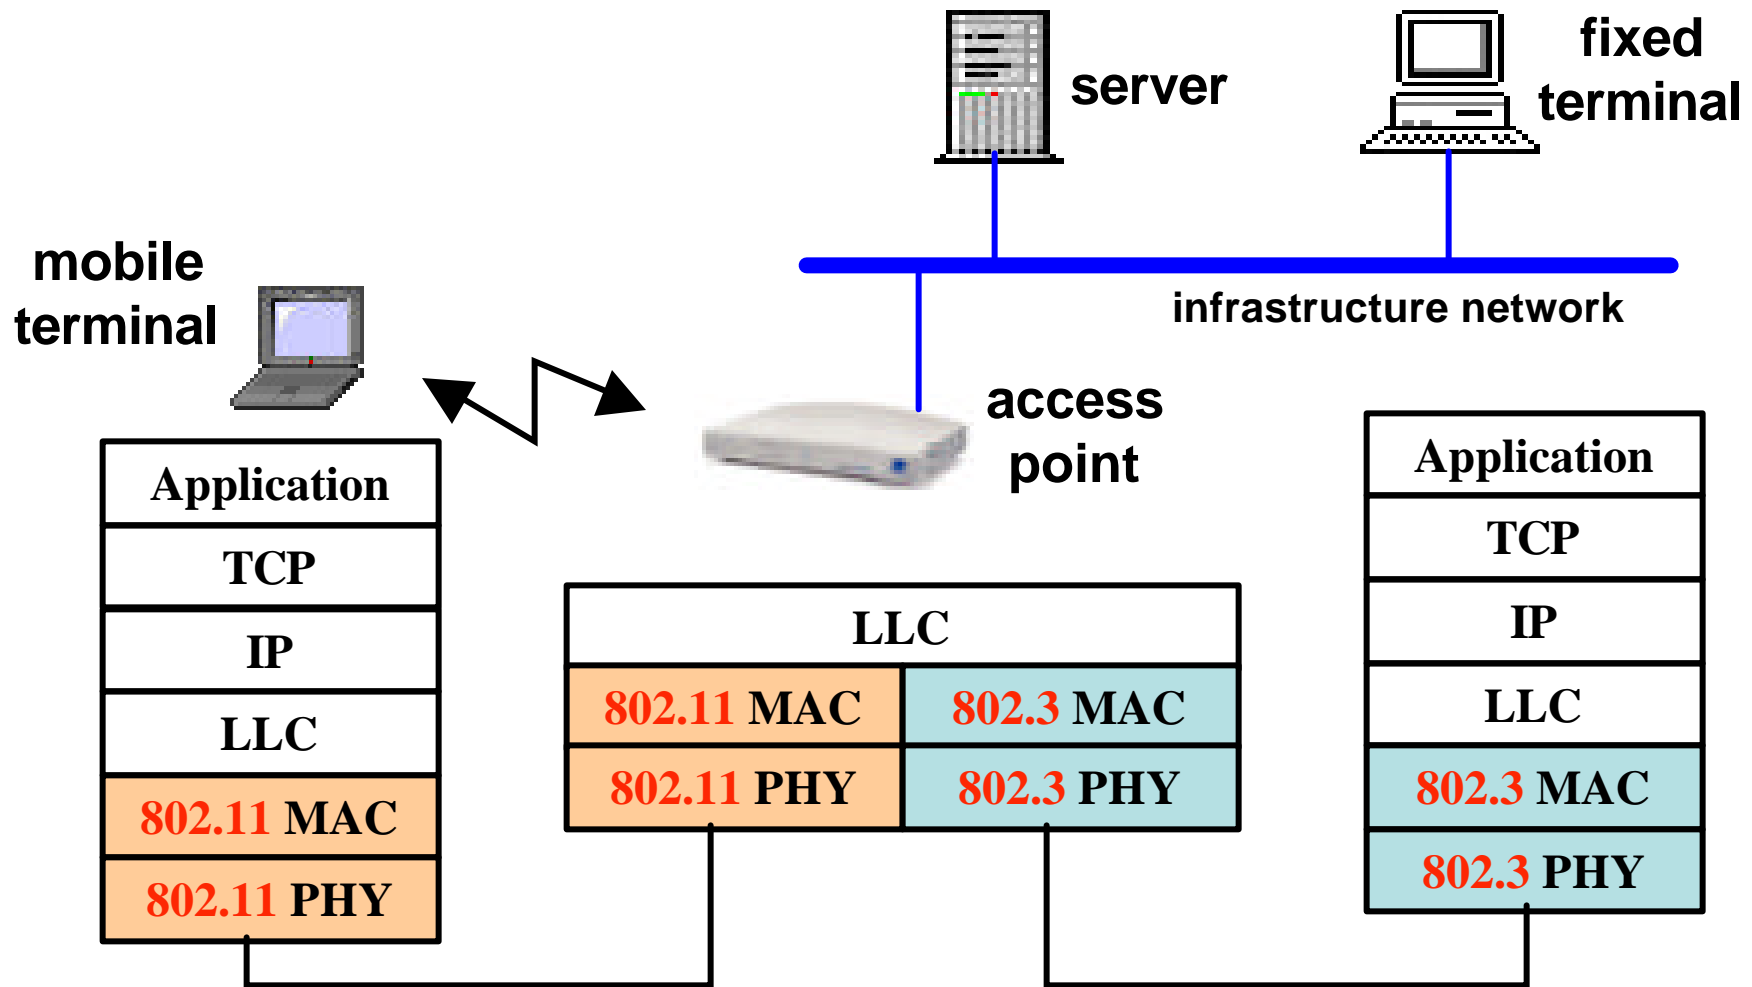 server
fixed
terminal
mobile
terminal
infrastructure network
access
point
Application
TCP
IP
LLC
802.11 MAC
802.11 PHY
LLC
802.11 MAC
802.3 MAC
802.11 PHY
802.3 PHY
Application
TCP
IP
LLC
802.3 MAC
802.3 PHY